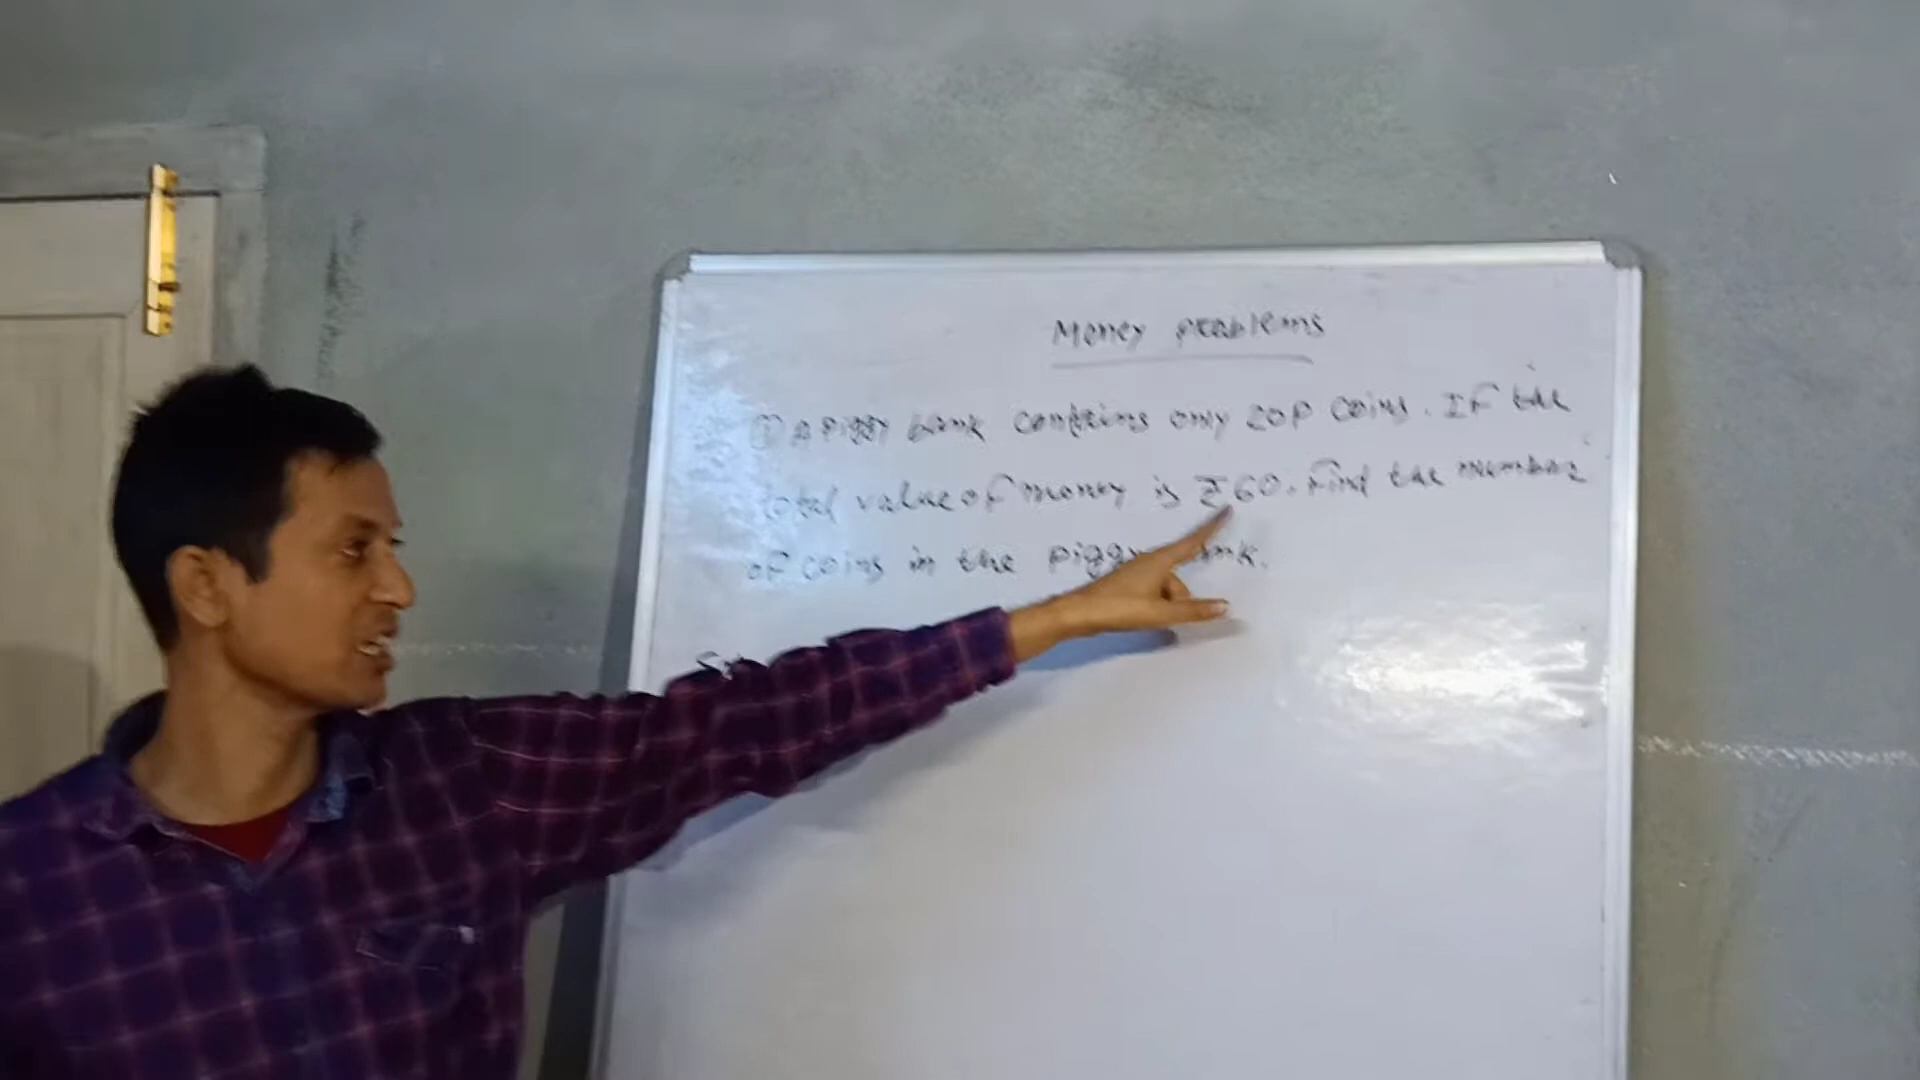 Money problems
① A Piggy bank contains only 20P coins. If the
total value of money is ₹60. Find the number
of coins in the piggy